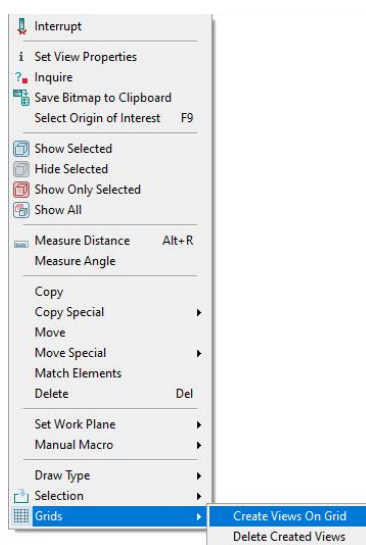 Interrupt
Set View Properties
Inquire
Save Bitmap to Clipboard
Select Origin of Interest F9
Show Selected
Hide Selected
Show Only Selected
Show All
Measure Distance Alt+R
Measure Angle
Copy
Copy Special
Move
Move Special
Match Elements
Delete Del
Set Work Plane
Manual Macro
Draw Type
Selection
Grids Create Views On Grid
Delete Created Views